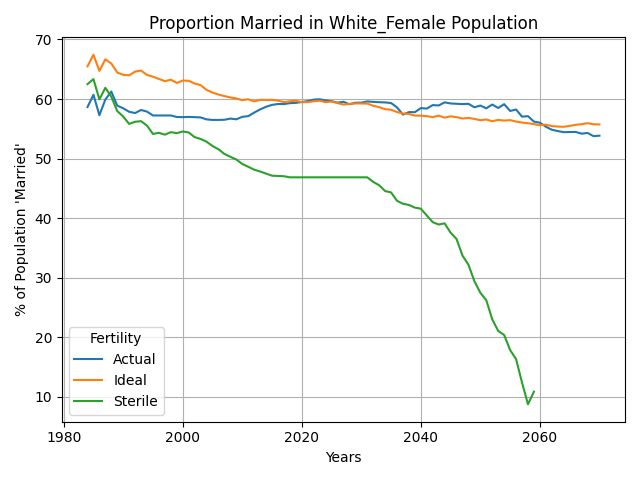 Proportion Married in White_Female Population
% of Population 'Married'
70
60
50
40
30
20
10
Fertility
Actual
Ideal
Sterile
1980
2000
2020
2040
2060
Years